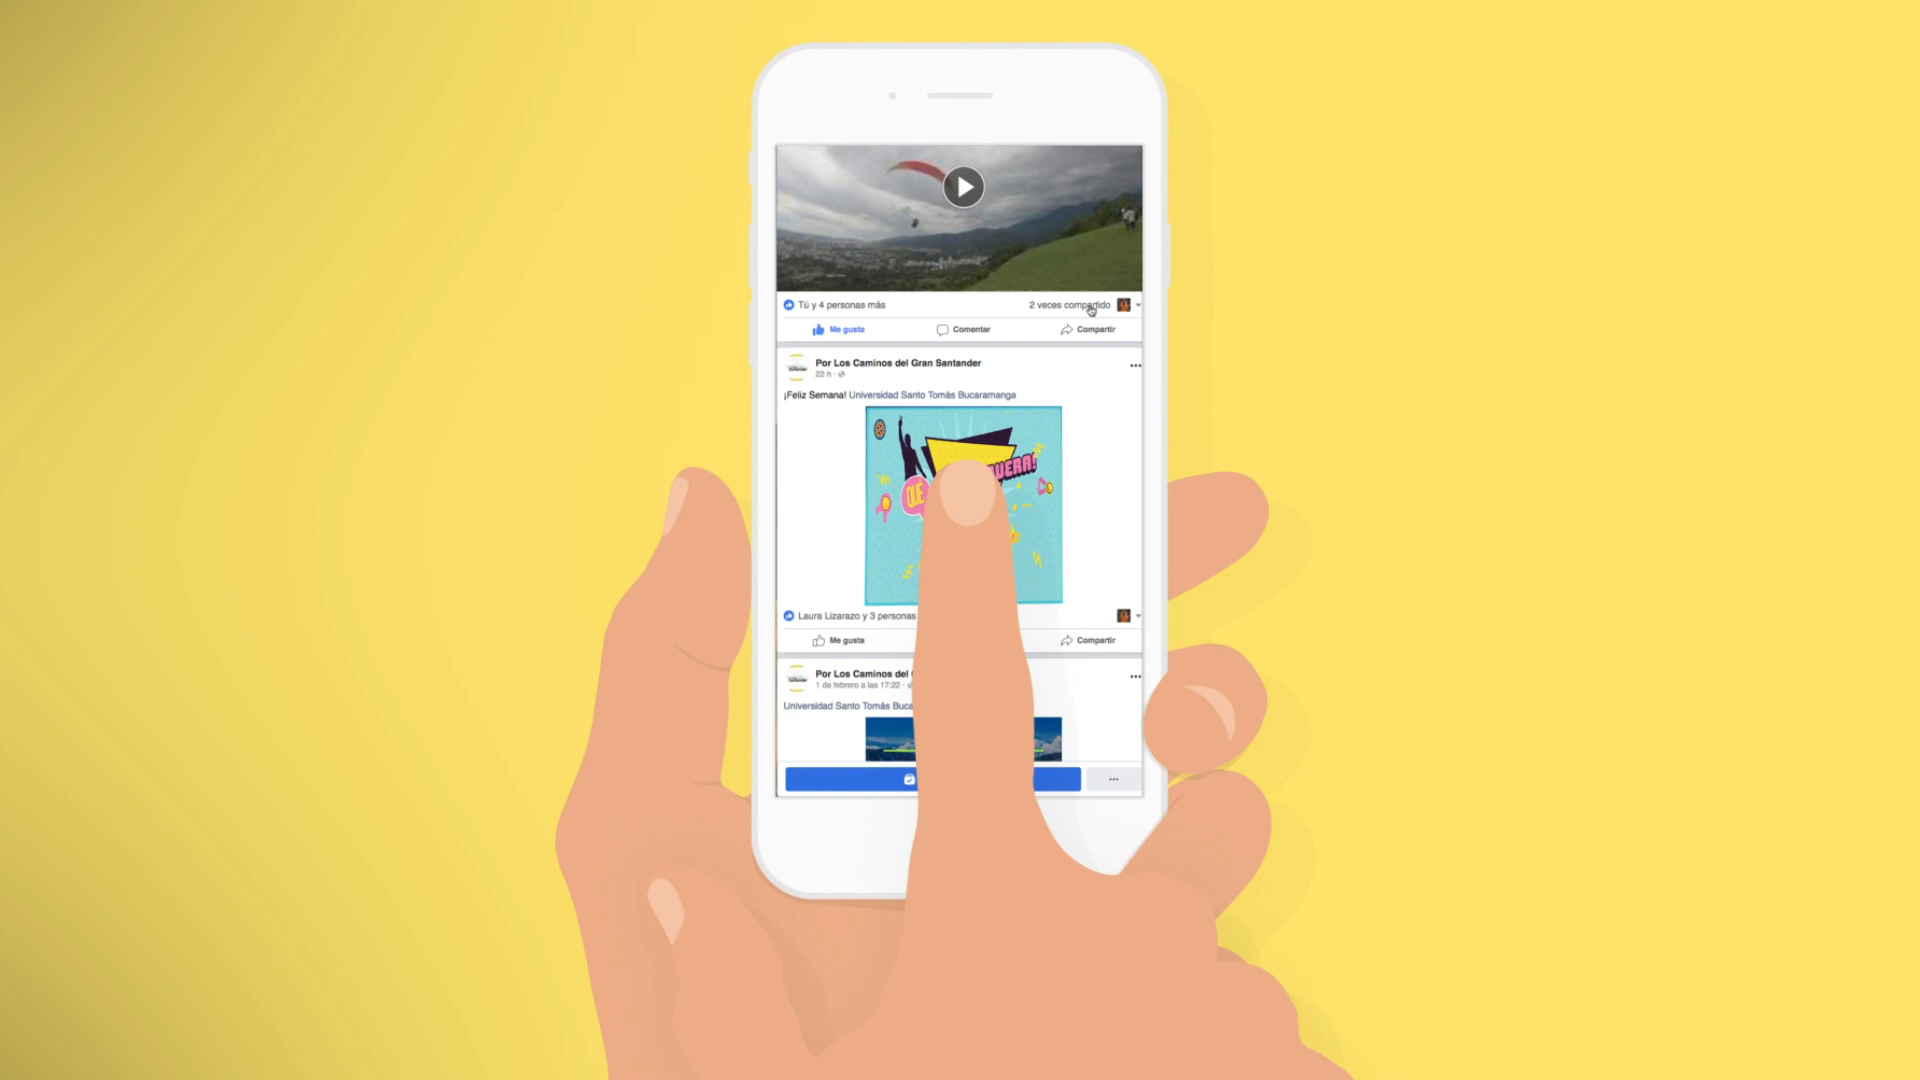 Tú y 4 personas más
2 veces compartido
Me gusta
Comentar
Compartir
Por Los Caminos del Gran Santander
22 h ·
¡Feliz Semana! Universidad Santo Tomás Bucaramanga
QUÉ
Laura Lizarazo y 3 personas
Me gusta
Compartir
Por Los Caminos del
1 de febrero a las 17:22 ·
Universidad Santo Tomás